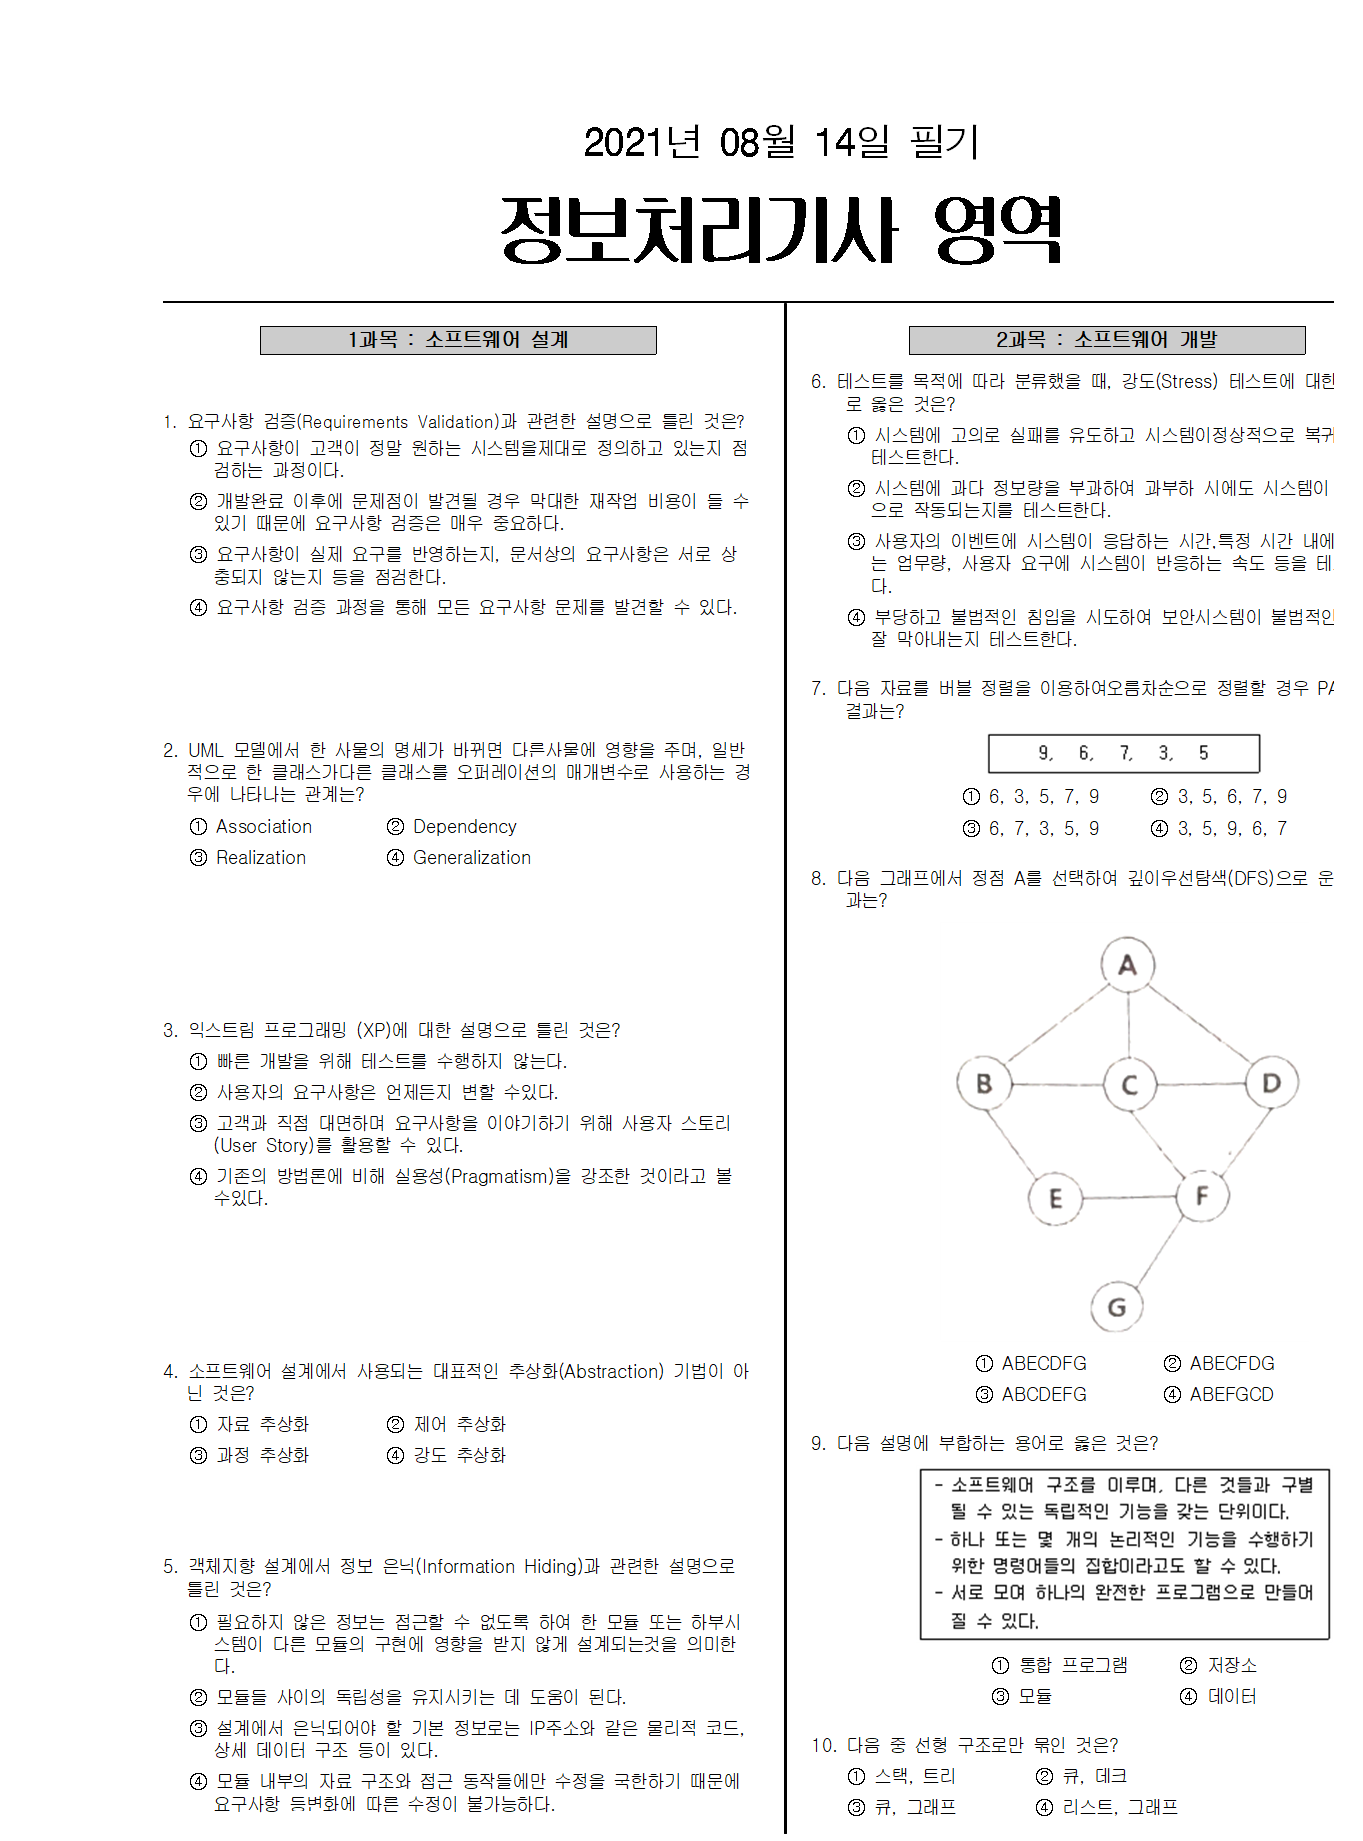 2021년 08월 14일 필기
정보처리기사 영역
1과목 : 소프트웨어 설계
1. 요구사항 검증(Requirements Validation)과 관련한 설명으로 틀린 것은?
① 요구사항이 고객이 정말 원하는 시스템을제대로 정의하고 있는지 점
검하는 과정이다.
② 개발완료 이후에 문제점이 발견될 경우 막대한 재작업 비용이 들 수
있기 때문에 요구사항 검증은 매우 중요하다.
③ 요구사항이 실제 요구를 반영하는지, 문서상의 요구사항은 서로 상
충되지 않는지 등을 점검한다.
④ 요구사항 검증 과정을 통해 모든 요구사항 문제를 발견할 수 있다.
2. UML 모델에서 한 사물의 명세가 바뀌면 다른사물에 영향을 주며, 일반
적으로 한 클래스가다른 클래스를 오퍼레이션의 매개변수로 사용하는 경
우에 나타나는 관계는?
① Association ② Dependency
③ Realization ④ Generalization
3. 익스트림 프로그래밍 (XP)에 대한 설명으로 틀린 것은?
① 빠른 개발을 위해 테스트를 수행하지 않는다.
② 사용자의 요구사항은 언제든지 변할 수있다.
③ 고객과 직접 대면하며 요구사항을 이야기하기 위해 사용자 스토리
(User Story)를 활용할 수 있다.
④ 기존의 방법론에 비해 실용성(Pragmatism)을 강조한 것이라고 볼
수있다.
4. 소프트웨어 설계에서 사용되는 대표적인 추상화(Abstraction) 기법이 아
닌 것은?
① 자료 추상화 ② 제어 추상화
③ 과정 추상화 ④ 강도 추상화
5. 객체지향 설계에서 정보 은닉(Information Hiding)과 관련한 설명으로
틀린 것은?
① 필요하지 않은 정보는 접근할 수 없도록 하여 한 모듈 또는 하부시
스템이 다른 모듈의 구현에 영향을 받지 않게 설계되는것을 의미한
다.
② 모듈들 사이의 독립성을 유지시키는 데 도움이 된다.
③ 설계에서 은닉되어야 할 기본 정보로는 IP주소와 같은 물리적 코드,
상세 데이터 구조 등이 있다.
④ 모듈 내부의 자료 구조와 접근 동작들에만 수정을 국한하기 때문에
요구사항 등변화에 따른 수정이 불가능하다.
2과목 : 소프트웨어 개발
6. 테스트를 목적에 따라 분류했을 때, 강도(Stress) 테스트에 대한
로 옳은 것은?
① 시스템에 고의로 실패를 유도하고 시스템이정상적으로 복귀
테스트한다.
② 시스템에 과다 정보량을 부과하여 과부하 시에도 시스템이
으로 작동되는지를 테스트한다.
③ 사용자의 이벤트에 시스템이 응답하는 시간,특정 시간 내에
는 업무량, 사용자 요구에 시스템이 반응하는 속도 등을 테
다.
④ 부당하고 불법적인 침입을 시도하여 보안시스템이 불법적인
잘 막아내는지 테스트한다.
7. 다음 자료를 버블 정렬을 이용하여오름차순으로 정렬할 경우 PA
결과는?
9, 6, 7, 3, 5
① 6, 3, 5, 7, 9 ② 3, 5, 6, 7, 9
③ 6, 7, 3, 5, 9 ④ 3, 5, 9, 6, 7
8. 다음 그래프에서 정점 A를 선택하여 깊이우선탐색(DFS)으로 운
과는?
A
B C D
E F
G
① ABECDFG ② ABECFDG
③ ABCDEFG ④ ABEFGCD
9. 다음 설명에 부합하는 용어로 옳은 것은?
- 소프트웨어 구조를 이루며, 다른 것들과 구별
될 수 있는 독립적인 기능을 갖는 단위이다.
- 하나 또는 몇 개의 논리적인 기능을 수행하기
위한 명령어들의 집합이라고도 할 수 있다.
- 서로 모여 하나의 완전한 프로그램으로 만들어
질 수 있다.
① 통합 프로그램 ② 저장소
③ 모듈 ④ 데이터
10. 다음 중 선형 구조로만 묶인 것은?
① 스택, 트리 ② 큐, 데크
③ 큐, 그래프 ④ 리스트, 그래프